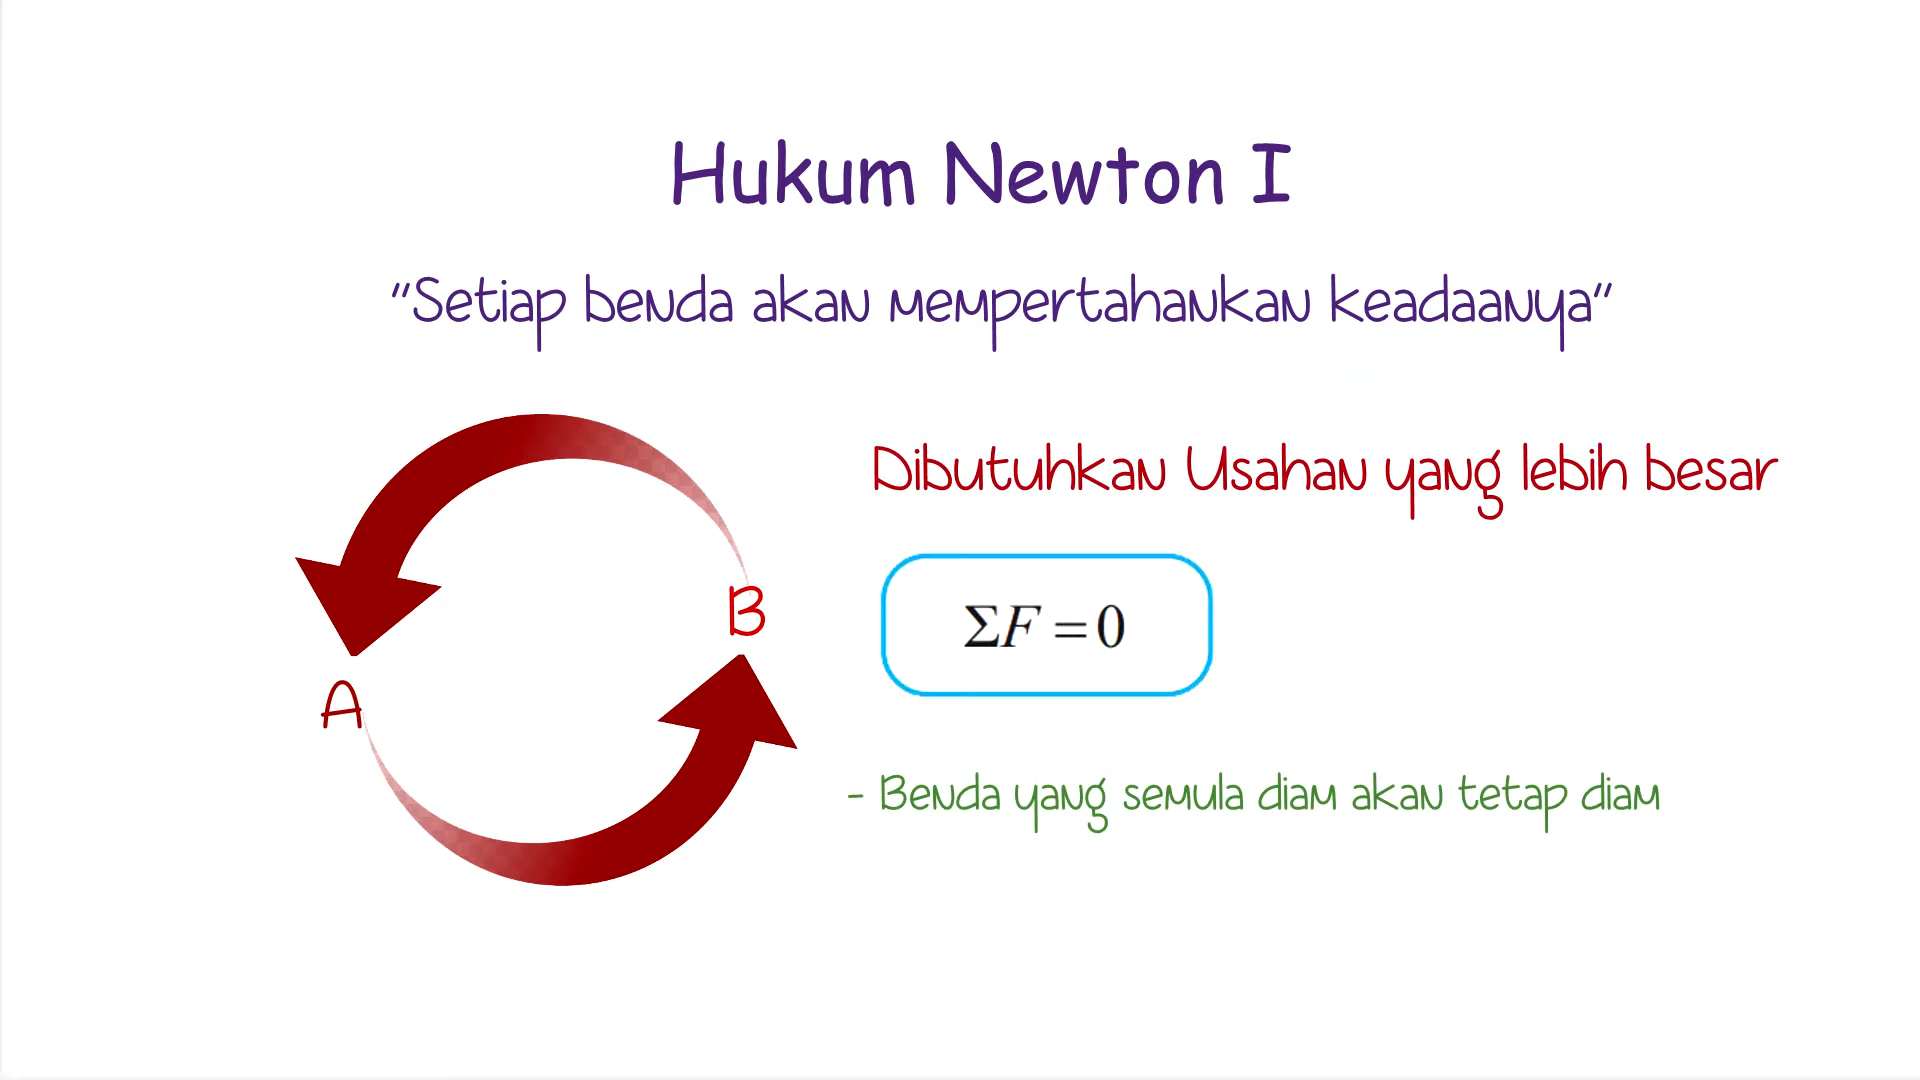 Hukum Newton I
"Setiap benda akan mempertahankan keadaanya"
Dibutuhkan Usahan yang lebih besar
B
ΣF = 0
A
- Benda yang semula diam akan tetap diam